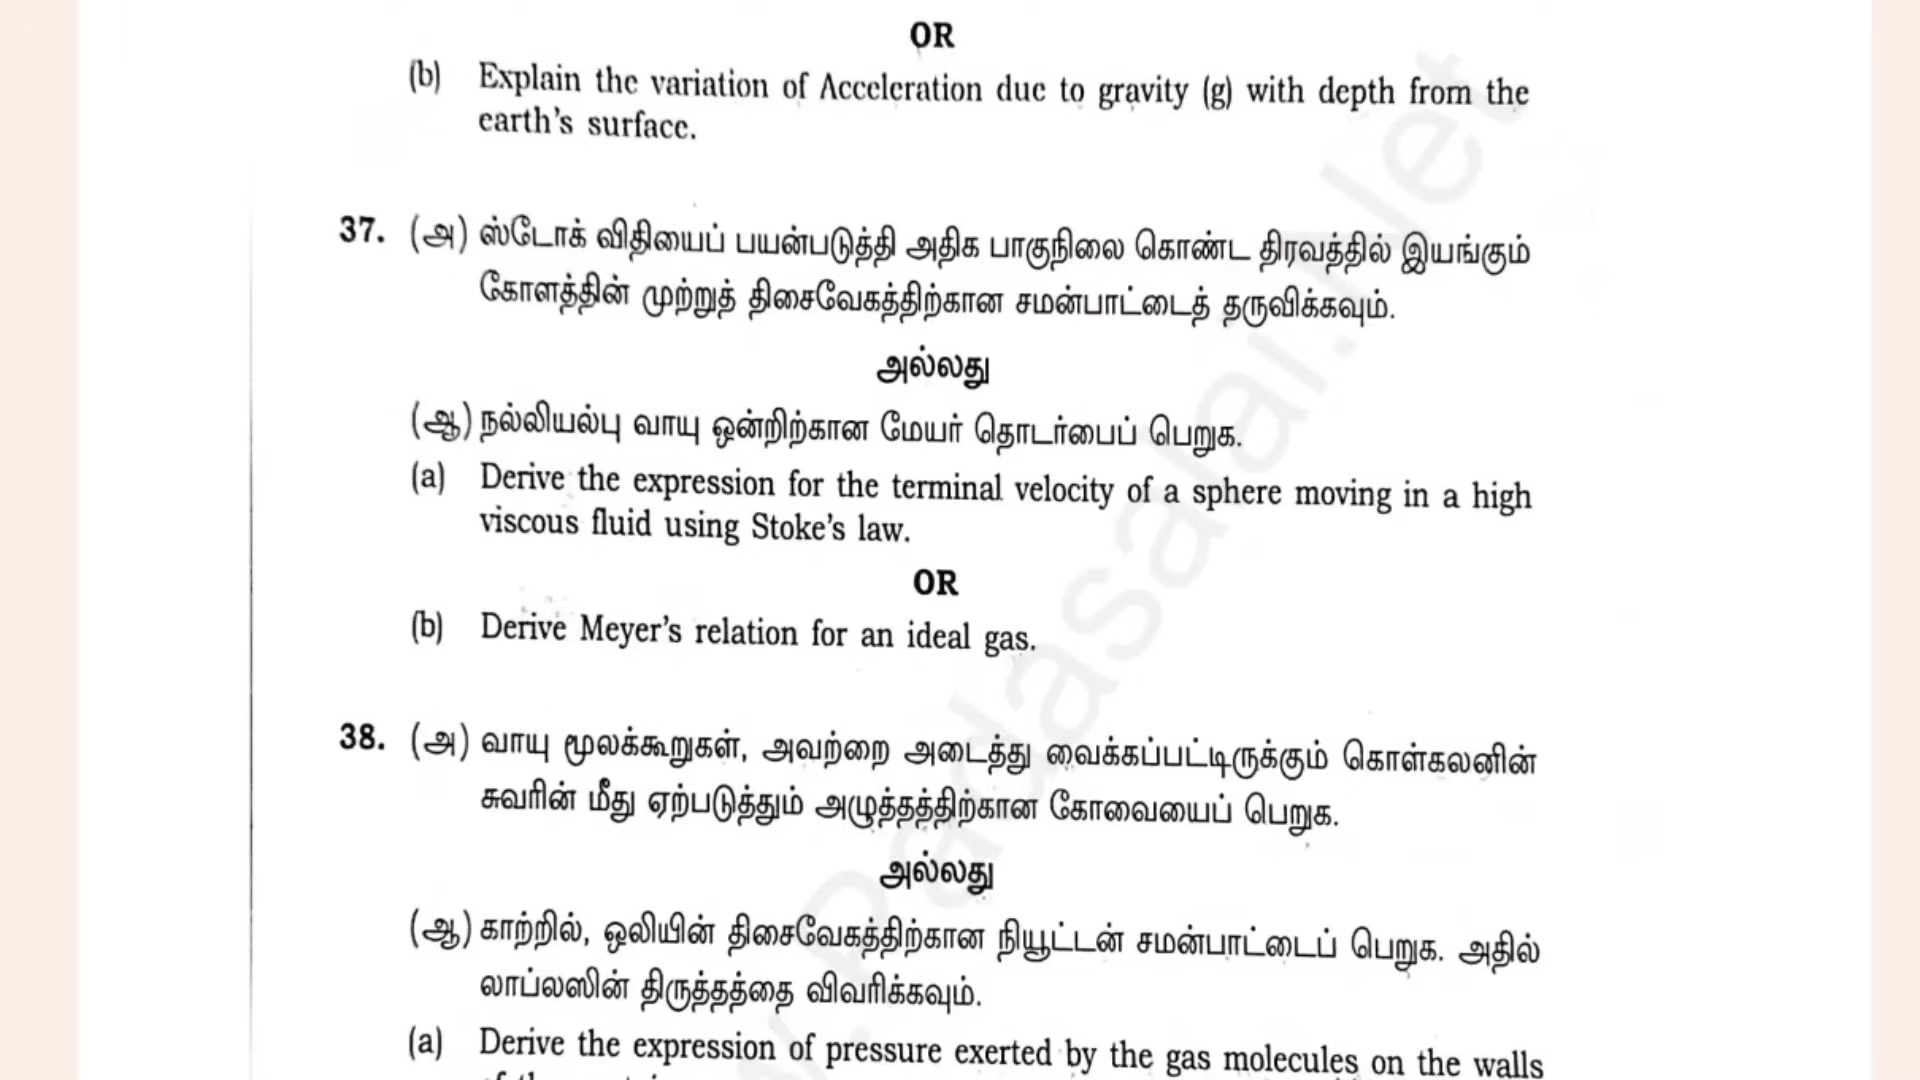 OR
(b) Explain the variation of Acceleration due to gravity (g) with depth from the
earth's surface.
37. (அ) ஸ்டோக் விதியைப் பயன்படுத்தி அதிக பாகுநிலை கொண்ட திரவத்தில் இயங்கும்
கோளத்தின் முற்றுத் திசைவேகத்திற்கான சமன்பாட்டைத் தருவிக்கவும்.
அல்லது
(ஆ) நல்லியல்பு வாயு ஒன்றிற்கான மேயர் தொடர்பைப் பெறுக.
(a) Derive the expression for the terminal velocity of a sphere moving in a high
viscous fluid using Stoke's law.
OR
(b) Derive Meyer's relation for an ideal gas.
38. (அ) வாயு மூலக்கூறுகள், அவற்றை அடைத்து வைக்கப்பட்டிருக்கும் கொள்கலனின்
சுவரின் மீது ஏற்படுத்தும் அழுத்தத்திற்கான கோவையைப் பெறுக.
அல்லது
(ஆ) காற்றில், ஒலியின் திசைவேகத்திற்கான நியூட்டன் சமன்பாட்டைப் பெறுக. அதில்
லாப்லஸின் திருத்தத்தை விவரிக்கவும்.
(a) Derive the expression of pressure exerted by the gas molecules on the walls
w.Padasalai.Net